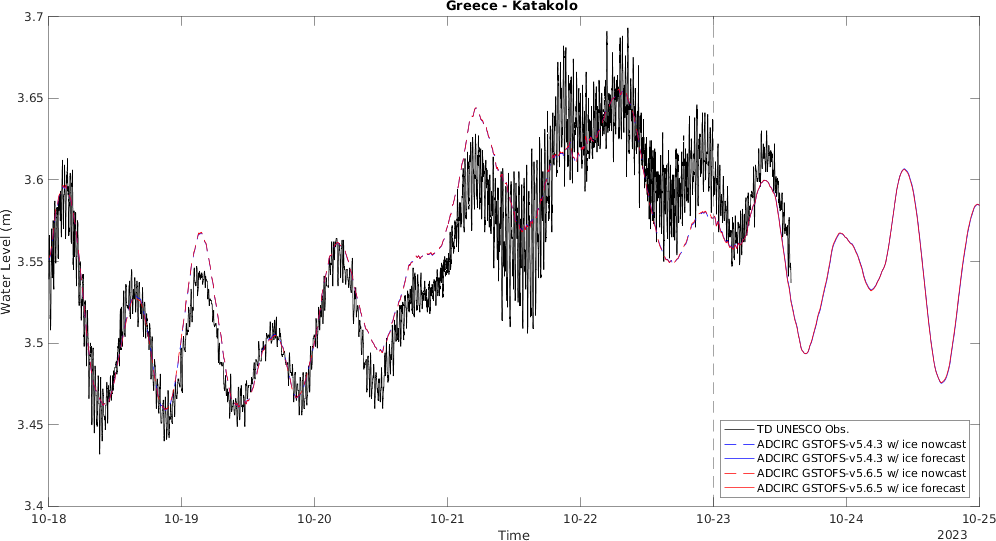 Greece - Katakolo
3.7
3.65
3.6
3.55
3.5
3.45
3.4
Water Level (m)
10-18
10-19
10-20
10-21
10-22
10-23
10-24
10-25
Time
2023
TD UNESCO Obs.
ADCIRC GSTOFS-v5.4.3 w/ ice nowcast
ADCIRC GSTOFS-v5.4.3 w/ ice forecast
ADCIRC GSTOFS-v5.6.5 w/ ice nowcast
ADCIRC GSTOFS-v5.6.5 w/ ice forecast